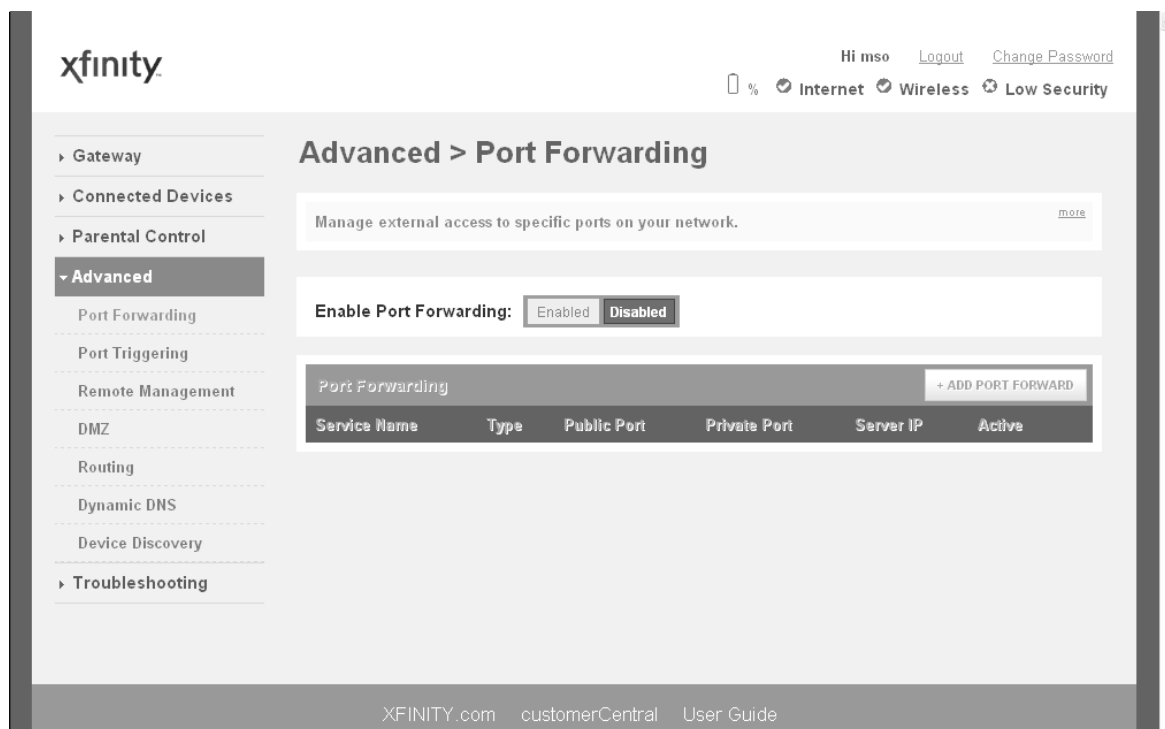 xfinity™
Hi mso Logout Change Password
% Internet Wireless Low Security
Gateway
Connected Devices
Parental Control
Advanced
Port Forwarding
Port Triggering
Remote Management
DMZ
Routing
Dynamic DNS
Device Discovery
Troubleshooting
Advanced > Port Forwarding
Manage external access to specific ports on your network. more
Enable Port Forwarding: Enabled Disabled
Port Forwarding + ADD PORT FORWARD
Service Name Type Public Port Private Port Server IP Active
XFINITY.com customerCentral User Guide